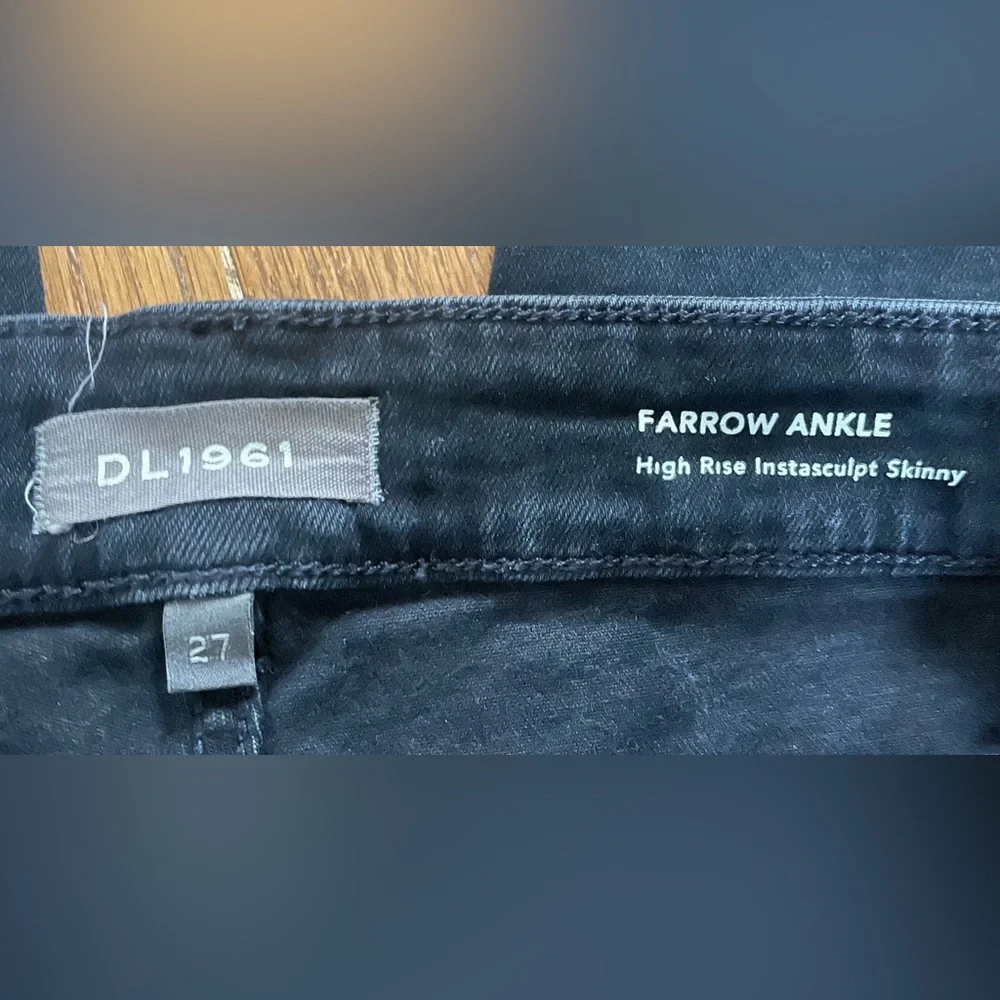 DL1961
FARROW ANKLE
High Rise Instasculpt Skinny
27